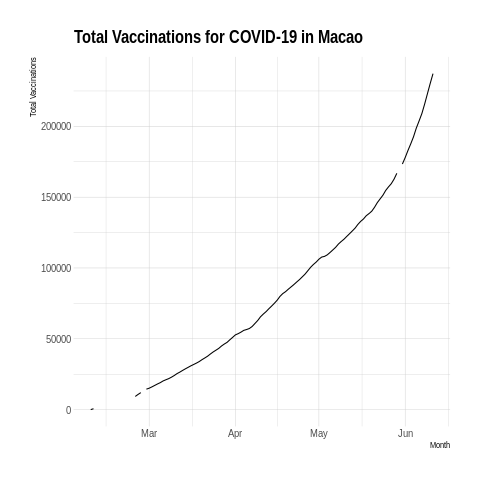 Total Vaccinations for COVID-19 in Macao
Total Vaccinations
200000
150000
100000
50000
0
Mar Apr May Jun
Month